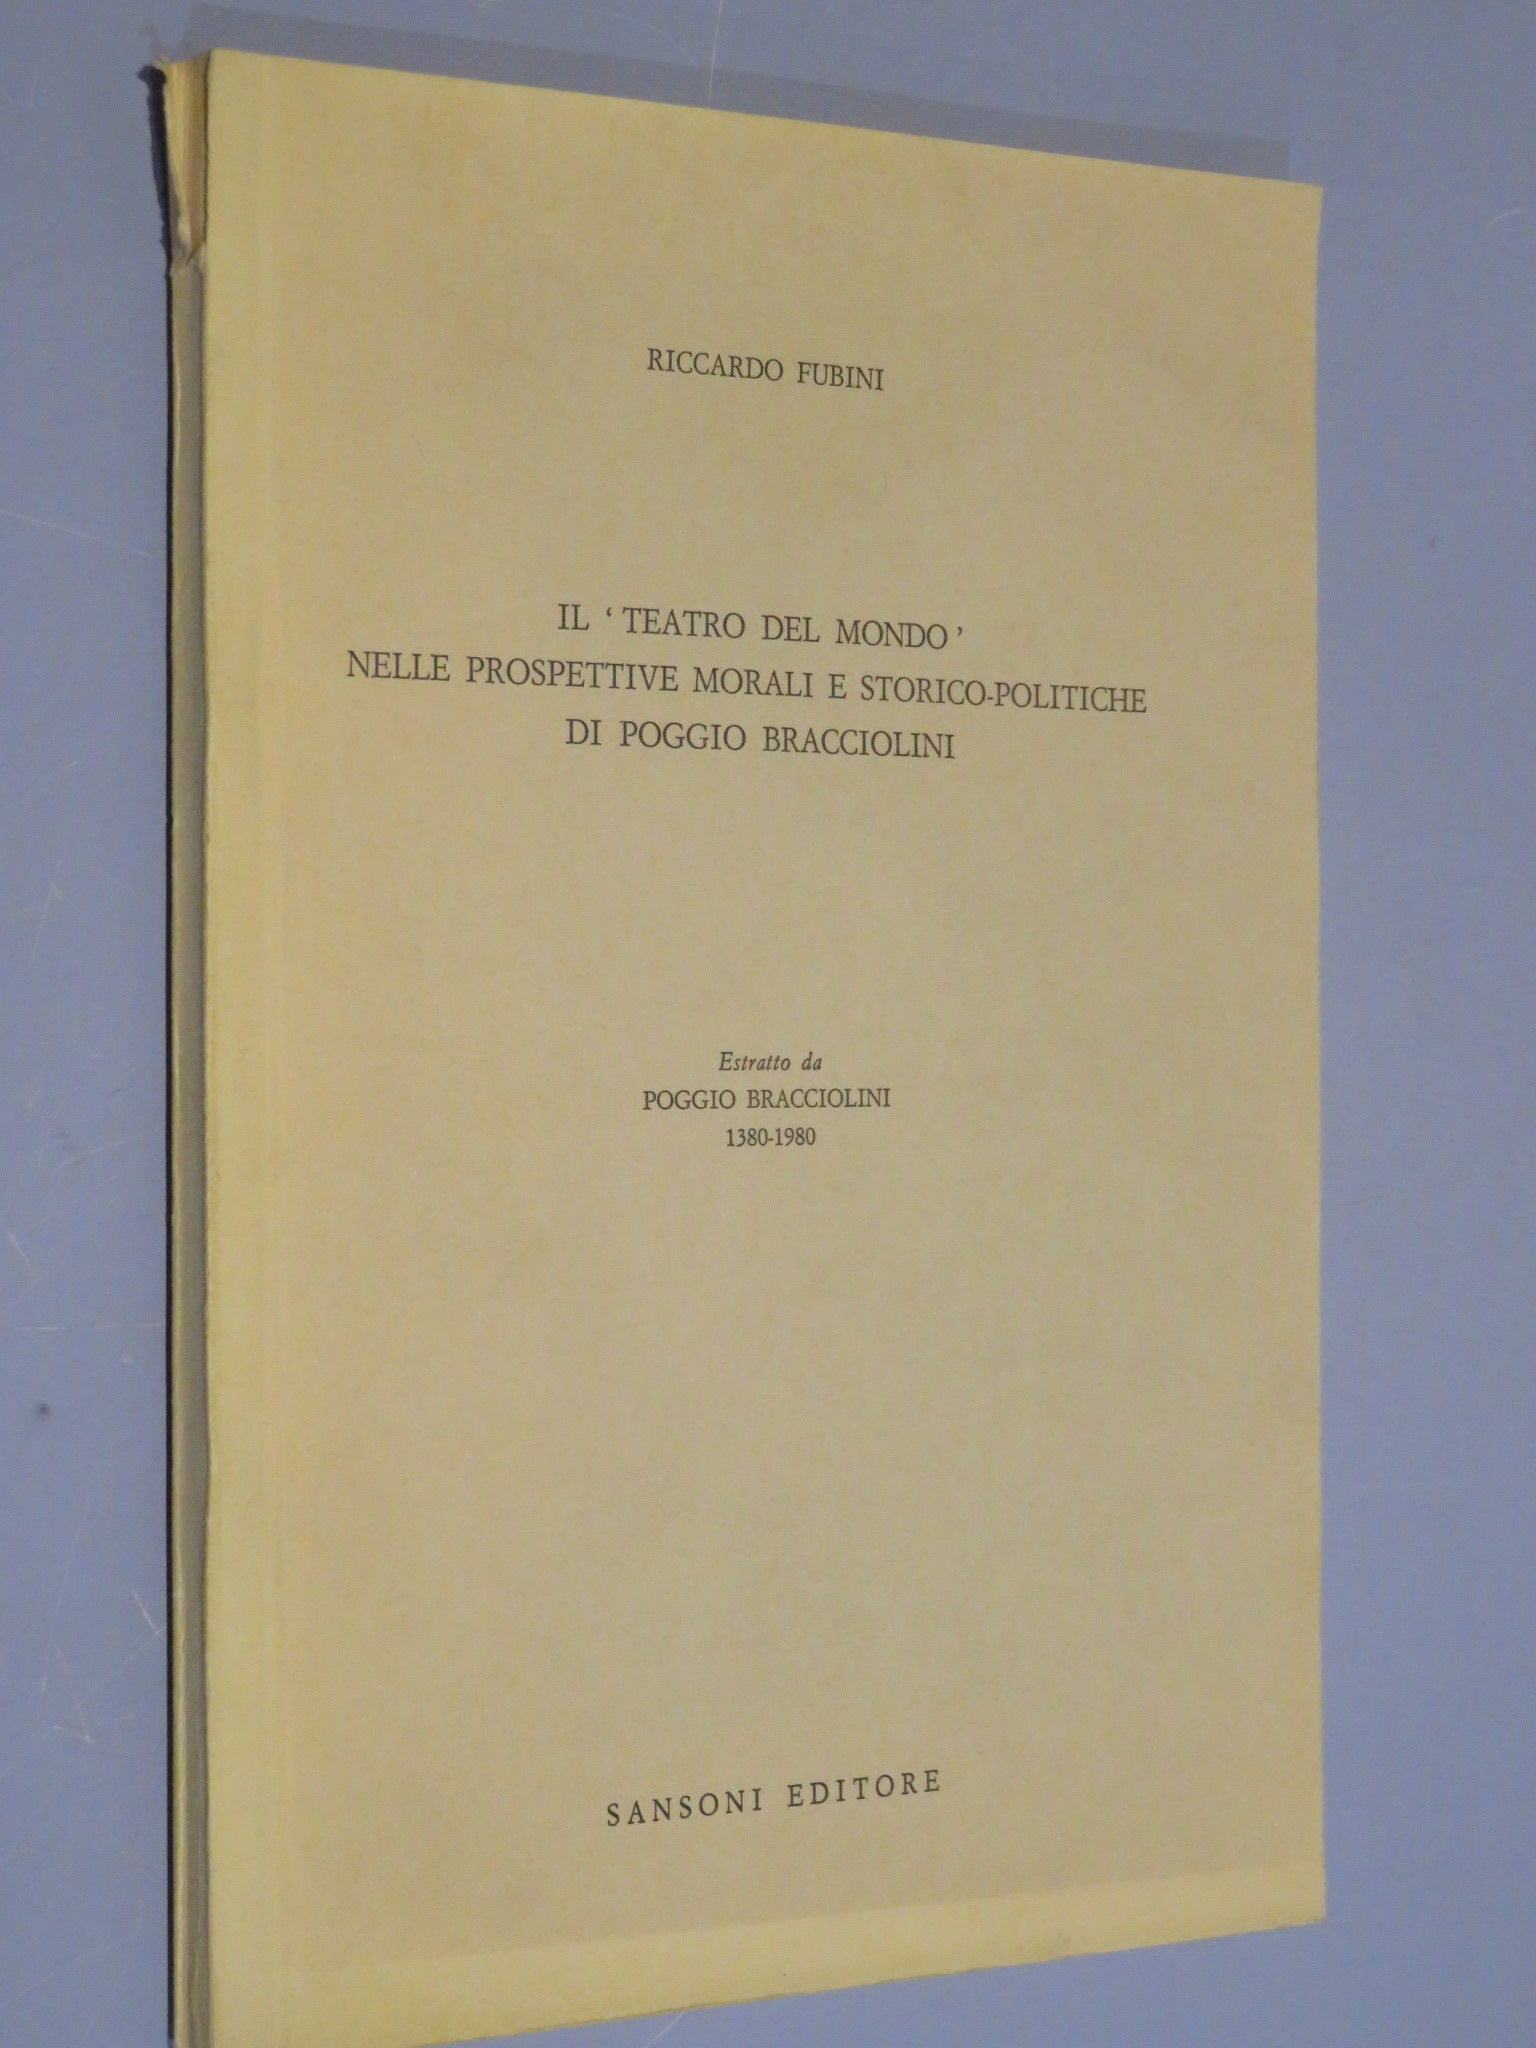 RICCARDO FUBINI
IL ‘ TEATRO DEL MONDO ’
NELLE PROSPETTIVE MORALI E STORICO-POLITICHE
DI POGGIO BRACCIOLINI
Estratto da
POGGIO BRACCIOLINI
1380-1980
SANSONI EDITORE